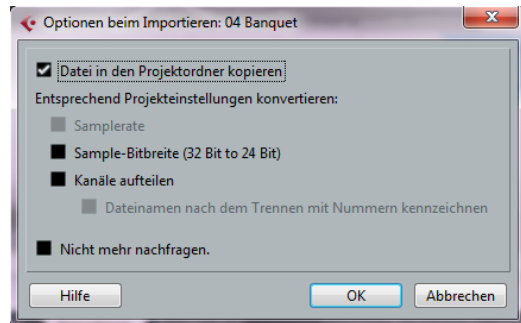 Optionen beim Importieren: 04 Banquet
Datei in den Projektordner kopieren
Entsprechend Projekteinstellungen konvertieren:
Samplerate
Sample-Bitbreite (32 Bit to 24 Bit)
Kanäle aufteilen
Dateinamen nach dem Trennen mit Nummern kennzeichnen
Nicht mehr nachfragen.
Hilfe OK Abbrechen